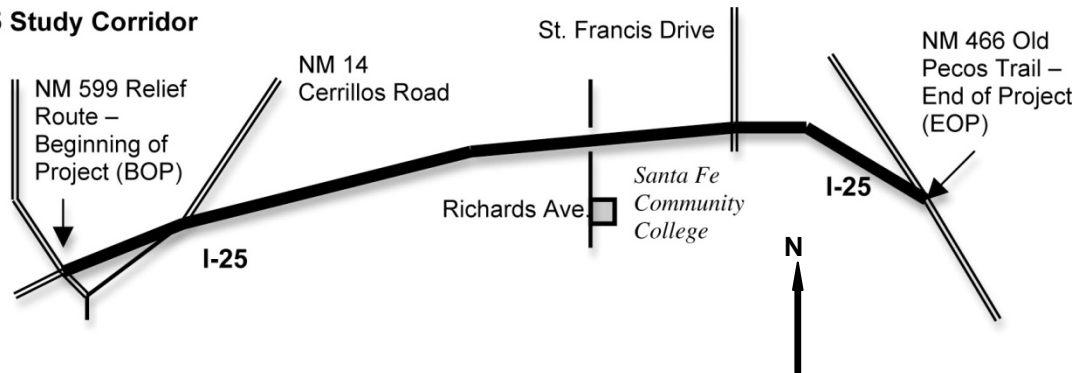 Study Corridor
St. Francis Drive
NM 14
Cerrillos Road
NM 599 Relief
Route –
Beginning of
Project (BOP)
NM 466 Old
Pecos Trail –
End of Project
(EOP)
Richards Ave.
Santa Fe
Community
College
I-25
I-25
N